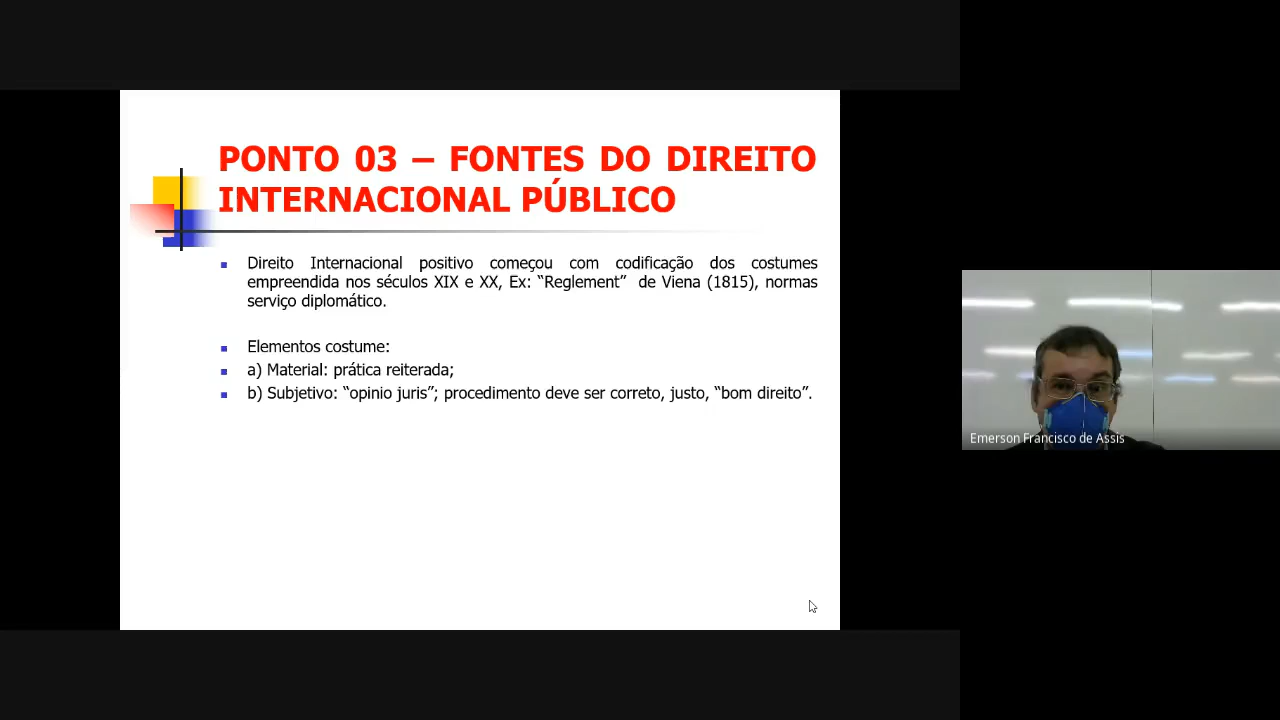 PONTO 03 – FONTES DO DIREITO
INTERNACIONAL PÚBLICO
Direito Internacional positivo começou com codificação dos costumes
empreendida nos séculos XIX e XX, Ex: “Reglement” de Viena (1815), normas
serviço diplomático.
Elementos costume:
a) Material: prática reiterada;
b) Subjetivo: “opinio juris”; procedimento deve ser correto, justo, “bom direito”.
Emerson Francisco de Assis